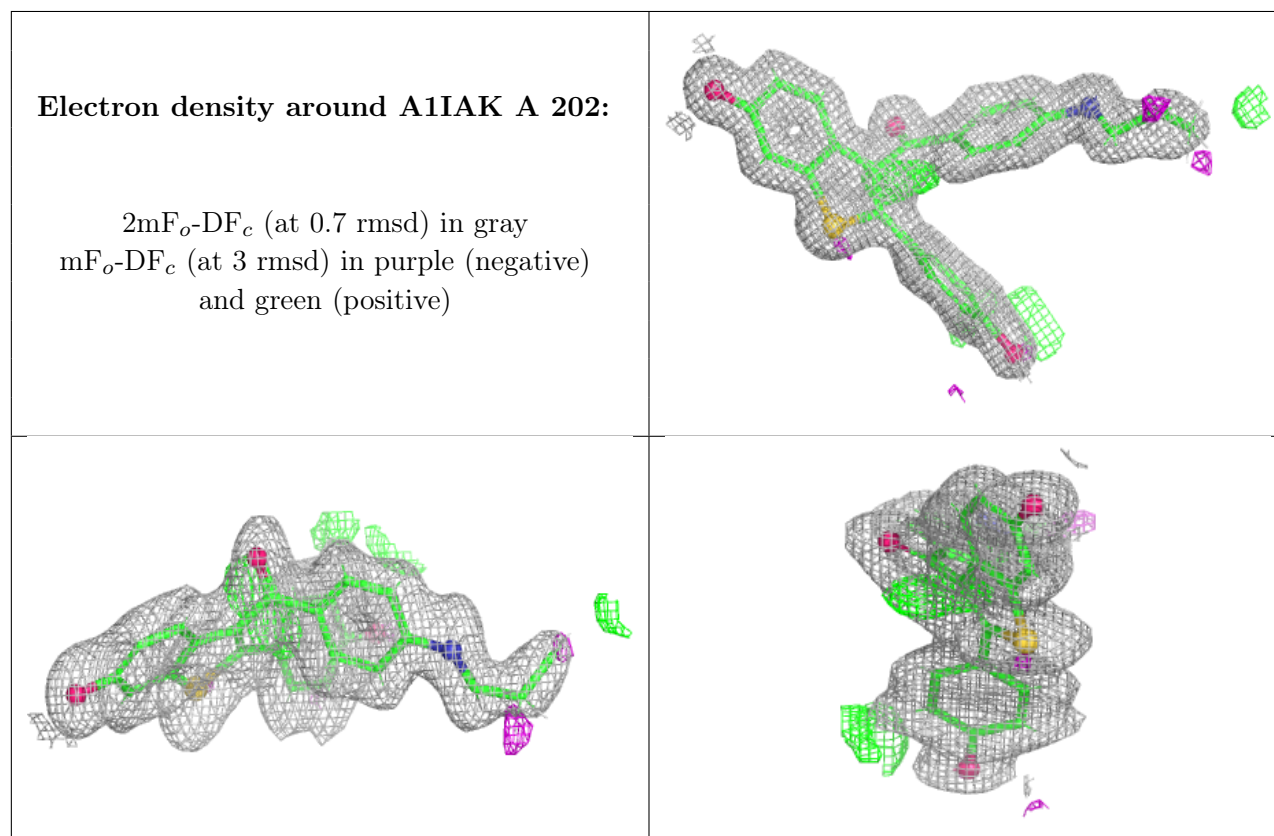 Electron density around A1IAK A 202:
2mFₒ-DF𝒸 (at 0.7 rmsd) in gray
mFₒ-DF𝒸 (at 3 rmsd) in purple (negative)
and green (positive)